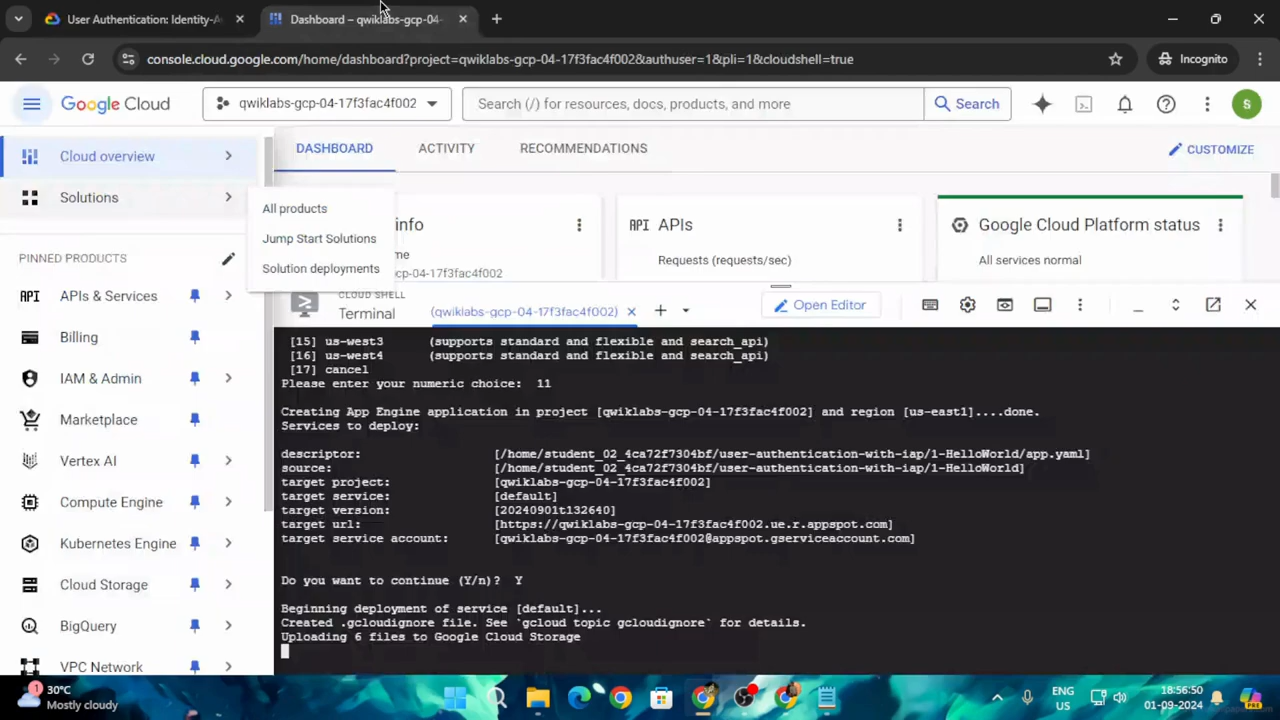 User Authentication: Identity-A
Dashboard – qwiklabs-gcp-04-
console.cloud.google.com/home/dashboard?project=qwiklabs-gcp-04-17f3fac4f002&authuser=1&pli=1&cloudshell=true
Incognito
Google Cloud
qwiklabs-gcp-04-17f3fac4f002
Search (/) for resources, docs, products, and more
Search
S
Cloud overview
Solutions
PINNED PRODUCTS
APIs & Services
Billing
IAM & Admin
Marketplace
Vertex AI
Compute Engine
Kubernetes Engine
Cloud Storage
BigQuery
VPC Network
All products
Jump Start Solutions
Solution deployments
DASHBOARD
ACTIVITY
RECOMMENDATIONS
CUSTOMIZE
info
me
cp-04-17f3fac4f002
API APIs
Requests (requests/sec)
Google Cloud Platform status
All services normal
CLOUD SHELL
Terminal
(qwiklabs-gcp-04-17f3fac4f002)
Open Editor
[15] us-west3 (supports standard and flexible and search_api)
[16] us-west4 (supports standard and flexible and search_api)
[17] cancel
Please enter your numeric choice: 11
Creating App Engine application in project [qwiklabs-gcp-04-17f3fac4f002] and region [us-east1]....done.
Services to deploy:
descriptor: [/home/student_02_4ca72f7304bf/user-authentication-with-iap/1-HelloWorld/app.yaml]
source: [/home/student_02_4ca72f7304bf/user-authentication-with-iap/1-HelloWorld]
target project: [qwiklabs-gcp-04-17f3fac4f002]
target service: [default]
target version: [20240901t132640]
target url: [https://qwiklabs-gcp-04-17f3fac4f002.ue.r.appspot.com]
target service account: [qwiklabs-gcp-04-17f3fac4f002@appspot.gserviceaccount.com]
Do you want to continue (Y/n)? Y
Beginning deployment of service [default]...
Created .gcloudignore file. See `gcloud topic gcloudignore` for details.
Uploading 6 files to Google Cloud Storage
1
30°C
Mostly cloudy
ENG
US
18:56:50
01-09-2024
PRE